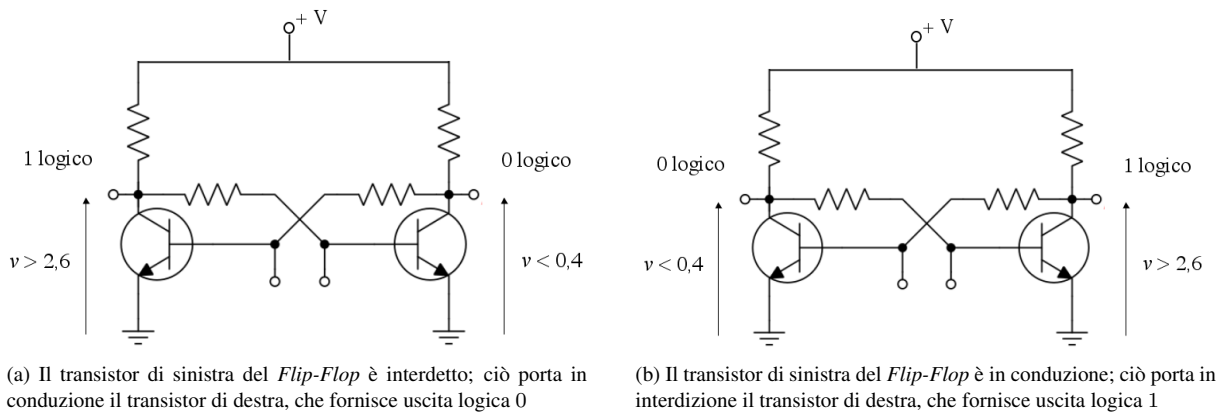 + V
1 logico
0 logico
v > 2,6
v < 0,4
(a) Il transistor di sinistra del Flip-Flop è interdetto; ciò porta in
conduzione il transistor di destra, che fornisce uscita logica 0
+ V
0 logico
1 logico
v < 0,4
v > 2,6
(b) Il transistor di sinistra del Flip-Flop è in conduzione; ciò porta in
interdizione il transistor di destra, che fornisce uscita logica 1